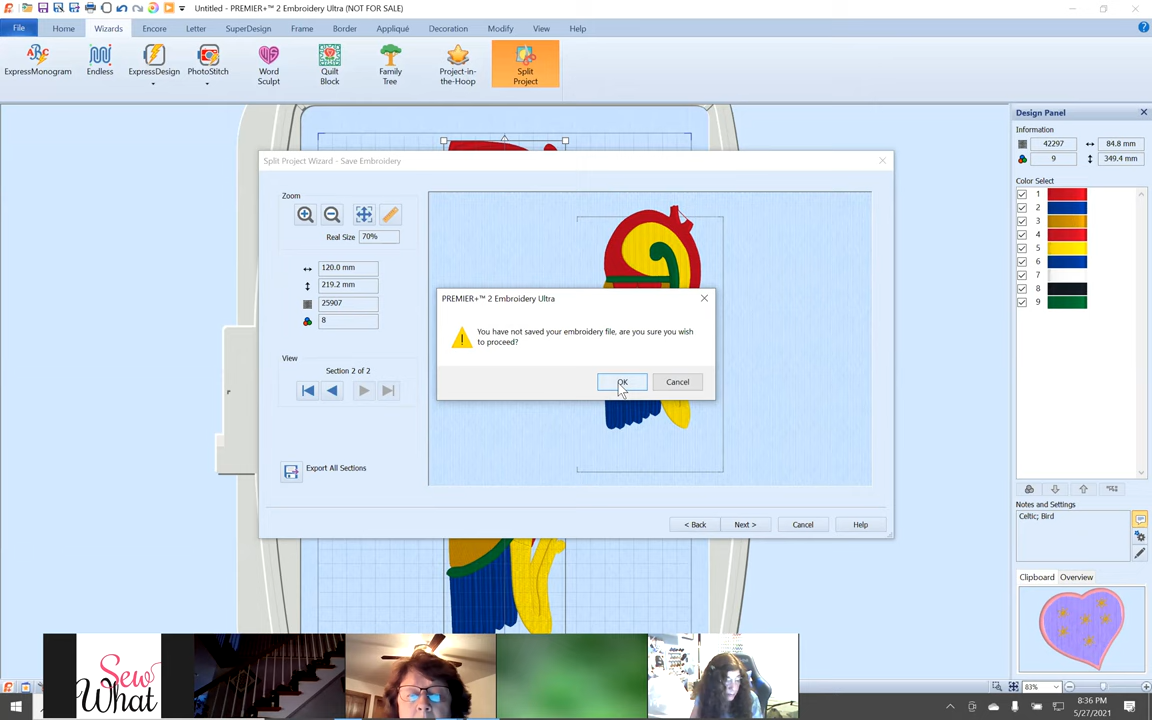 Untitled - PREMIER+™ 2 Embroidery Ultra (NOT FOR SALE)
File Home Wizards Encore Letter SuperDesign Frame Border Appliqué Decoration Modify View Help
ExpressMonogram
Endless
ExpressDesign
PhotoStitch
Word
Sculpt
Quilt
Block
Family
Tree
Project-in
-the-Hoop
Split
Project
Split Project Wizard - Save Embroidery
Zoom
Real Size 70%
120.0 mm
219.2 mm
25907
8
View
Section 2 of 2
Export All Sections
PREMIER+™ 2 Embroidery Ultra
You have not saved your embroidery file, are you sure you wish
to proceed?
OK Cancel
< Back Next > Cancel Help
Design Panel
Information
42297 84.8 mm
9 349.4 mm
Color Select
1
2
3
4
5
6
7
8
9
Notes and Settings
Celtic; Bird
Clipboard Overview
Sew
What
83%
8:36 PM
5/27/2021